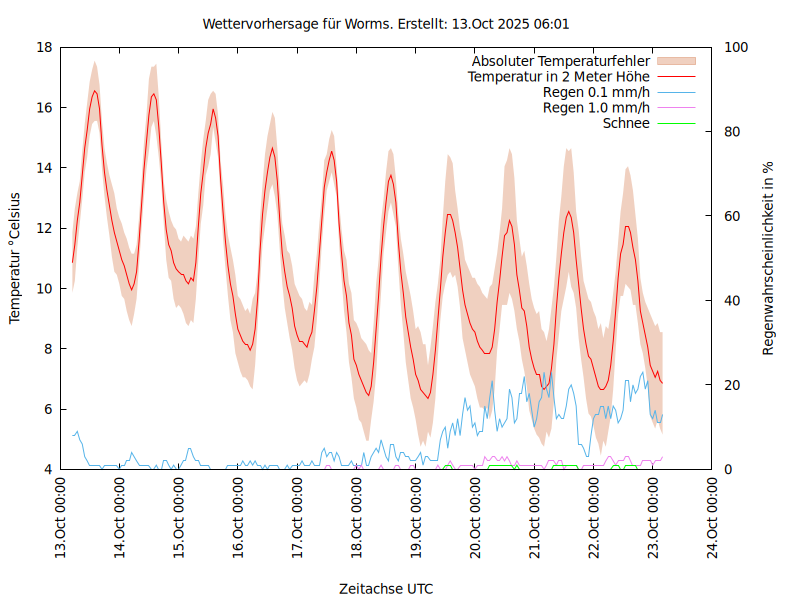 Wettervorhersage für Worms. Erstellt: 13.Oct 2025 06:01
Absoluter Temperaturfehler
Temperatur in 2 Meter Höhe
Regen 0.1 mm/h
Regen 1.0 mm/h
Schnee
Temperatur °Celsius
18
16
14
12
10
8
6
4
100
80
60
40
20
0
Regenwahrscheinlichkeit in %
13.Oct 00:00
14.Oct 00:00
15.Oct 00:00
16.Oct 00:00
17.Oct 00:00
18.Oct 00:00
19.Oct 00:00
20.Oct 00:00
21.Oct 00:00
22.Oct 00:00
23.Oct 00:00
24.Oct 00:00
Zeitachse UTC